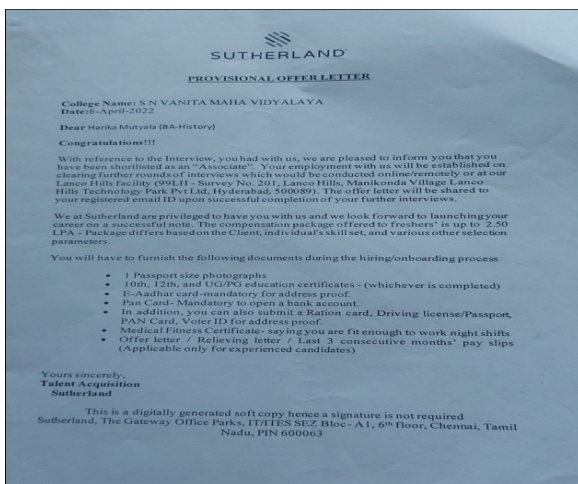 SUTHERLAND
PROVISIONAL OFFER LETTER
College Name: S N VANITA MAHA VIDYALAYA
Date:6-April-2022
Dear Harika Mutyala (BA-History)
Congratulations!!!
With reference to the Interview, you had with us, we are pleased to inform you that you
have been shortlisted as an “Associate”. Your employment with us will be established on
clearing further rounds of interviews which would be conducted online/remotely or at our
Lanco Hills facility (99LH - Survey No. 201, Lanco Hills, Manikonda Village Lanco
Hills Technology Park Pvt Ltd, Hyderabad, 500089). The offer letter will be shared to
your registered email ID upon successful completion of your further interviews.
We at Sutherland are privileged to have you with us and we look forward to launching your
career on a successful note. The compensation package offered to freshers’ is up to 2.50
LPA - Package differs based on the Client, individual's skill set, and various other selection
parameters.
You will have to furnish the following documents during the hiring/onboarding process
• 1 Passport size photographs
• 10th, 12th, and UG/PG education certificates - (whichever is completed)
• E-Aadhar card-mandatory for address proof.
• Pan Card- Mandatory to open a bank account.
• In addition, you can also submit a Ration card, Driving license/Passport,
PAN Card, Voter ID for address proof.
• Medical Fitness Certificate- saying you are fit enough to work night shifts
• Offer letter / Relieving letter / Last 3 consecutive months’ pay slips
(Applicable only for experienced candidates)
Yours sincerely,
Talent Acquisition
Sutherland
This is a digitally generated soft copy hence a signature is not required
Sutherland, The Gateway Office Parks, IT/ITES SEZ Bloc- A1, 6th floor, Chennai, Tamil
Nadu, PIN 600063